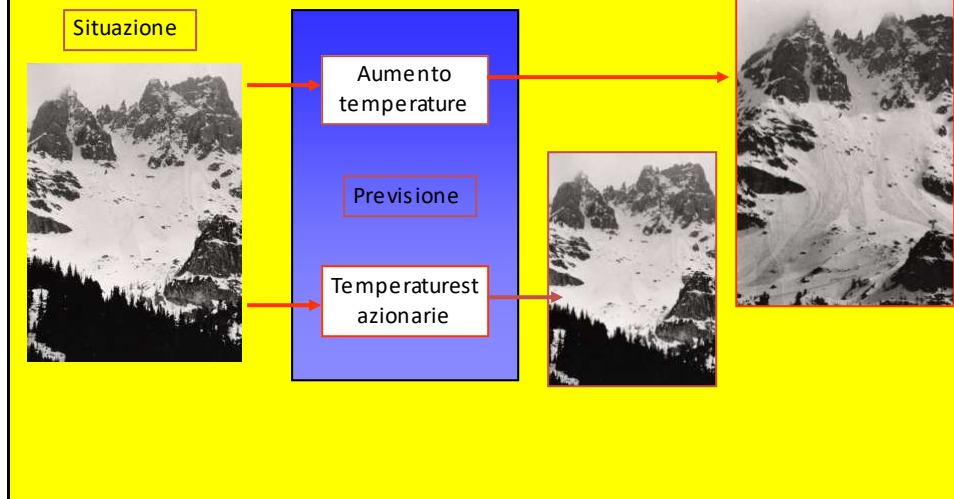 Situazione
Aumento
temperature
Previsione
Temperaturest
azionarie